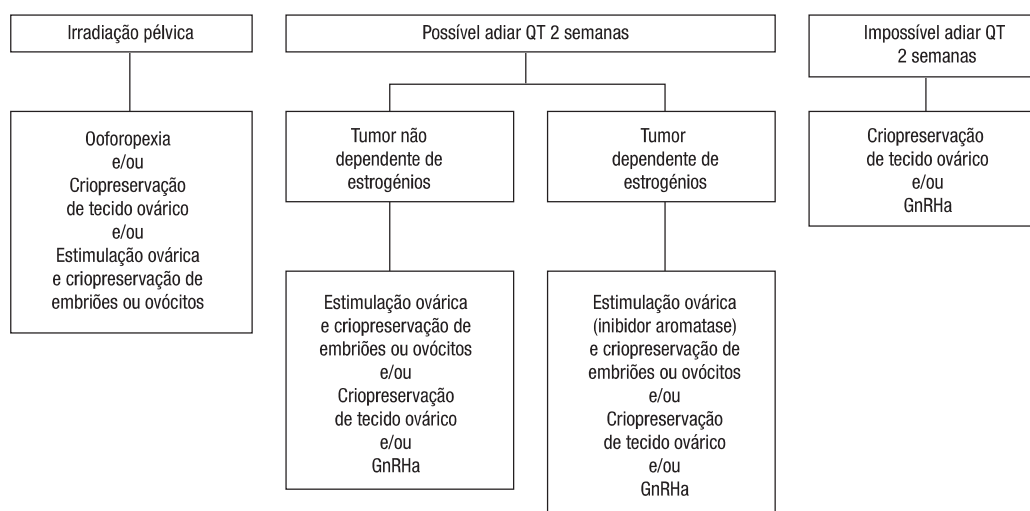 Irradiação pélvica
Possível adiar QT 2 semanas
Impossível adiar QT
2 semanas
Ooforopexia
e/ou
Criopreservação
de tecido ovárico
e/ou
Estimulação ovárica
e criopreservação de
embriões ou ovócitos
Tumor não
dependente de
estrogénios
Tumor
dependente de
estrogénios
Criopreservação
de tecido ovárico
e/ou
GnRHa
Estimulação ovárica
e criopreservação de
embriões ou ovócitos
e/ou
Criopreservação
de tecido ovárico
e/ou
GnRHa
Estimulação ovárica
(inibidor aromatase)
e criopreservação de
embriões ou ovócitos
e/ou
Criopreservação
de tecido ovárico
e/ou
GnRHa